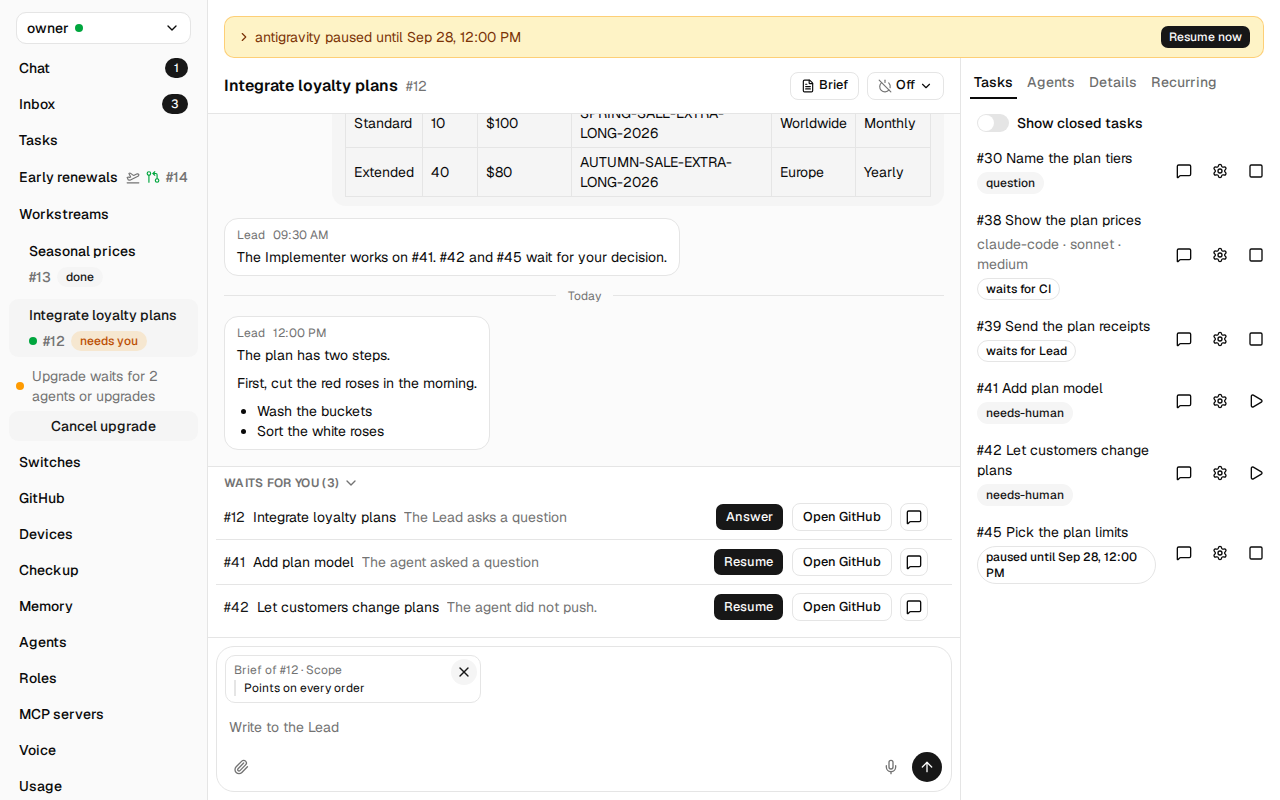 owner
Chat 1
Inbox 3
Tasks
Early renewals #14
Workstreams
Seasonal prices
#13 done
Integrate loyalty plans
#12 needs you
Upgrade waits for 2
agents or upgrades
Cancel upgrade
Switches
GitHub
Devices
Checkup
Memory
Agents
Roles
MCP servers
Voice
Usage
antigravity paused until Sep 28, 12:00 PM
Resume now
Integrate loyalty plans #12
Brief
Off
Standard 10 $100 SPRING-SALE-EXTRA-
LONG-2026 Worldwide Monthly
Extended 40 $80 AUTUMN-SALE-EXTRA-
LONG-2026 Europe Yearly
Lead 09:30 AM
The Implementer works on #41. #42 and #45 wait for your decision.
Today
Lead 12:00 PM
The plan has two steps.
First, cut the red roses in the morning.
• Wash the buckets
• Sort the white roses
WAITS FOR YOU (3)
#12 Integrate loyalty plans The Lead asks a question Answer Open GitHub
#41 Add plan model The agent asked a question Resume Open GitHub
#42 Let customers change plans The agent did not push. Resume Open GitHub
Brief of #12 · Scope
Points on every order
Write to the Lead
Tasks Agents Details Recurring
Show closed tasks
#30 Name the plan tiers
question
#38 Show the plan prices
claude-code · sonnet ·
medium
waits for CI
#39 Send the plan receipts
waits for Lead
#41 Add plan model
needs-human
#42 Let customers change
plans
needs-human
#45 Pick the plan limits
paused until Sep 28, 12:00
PM